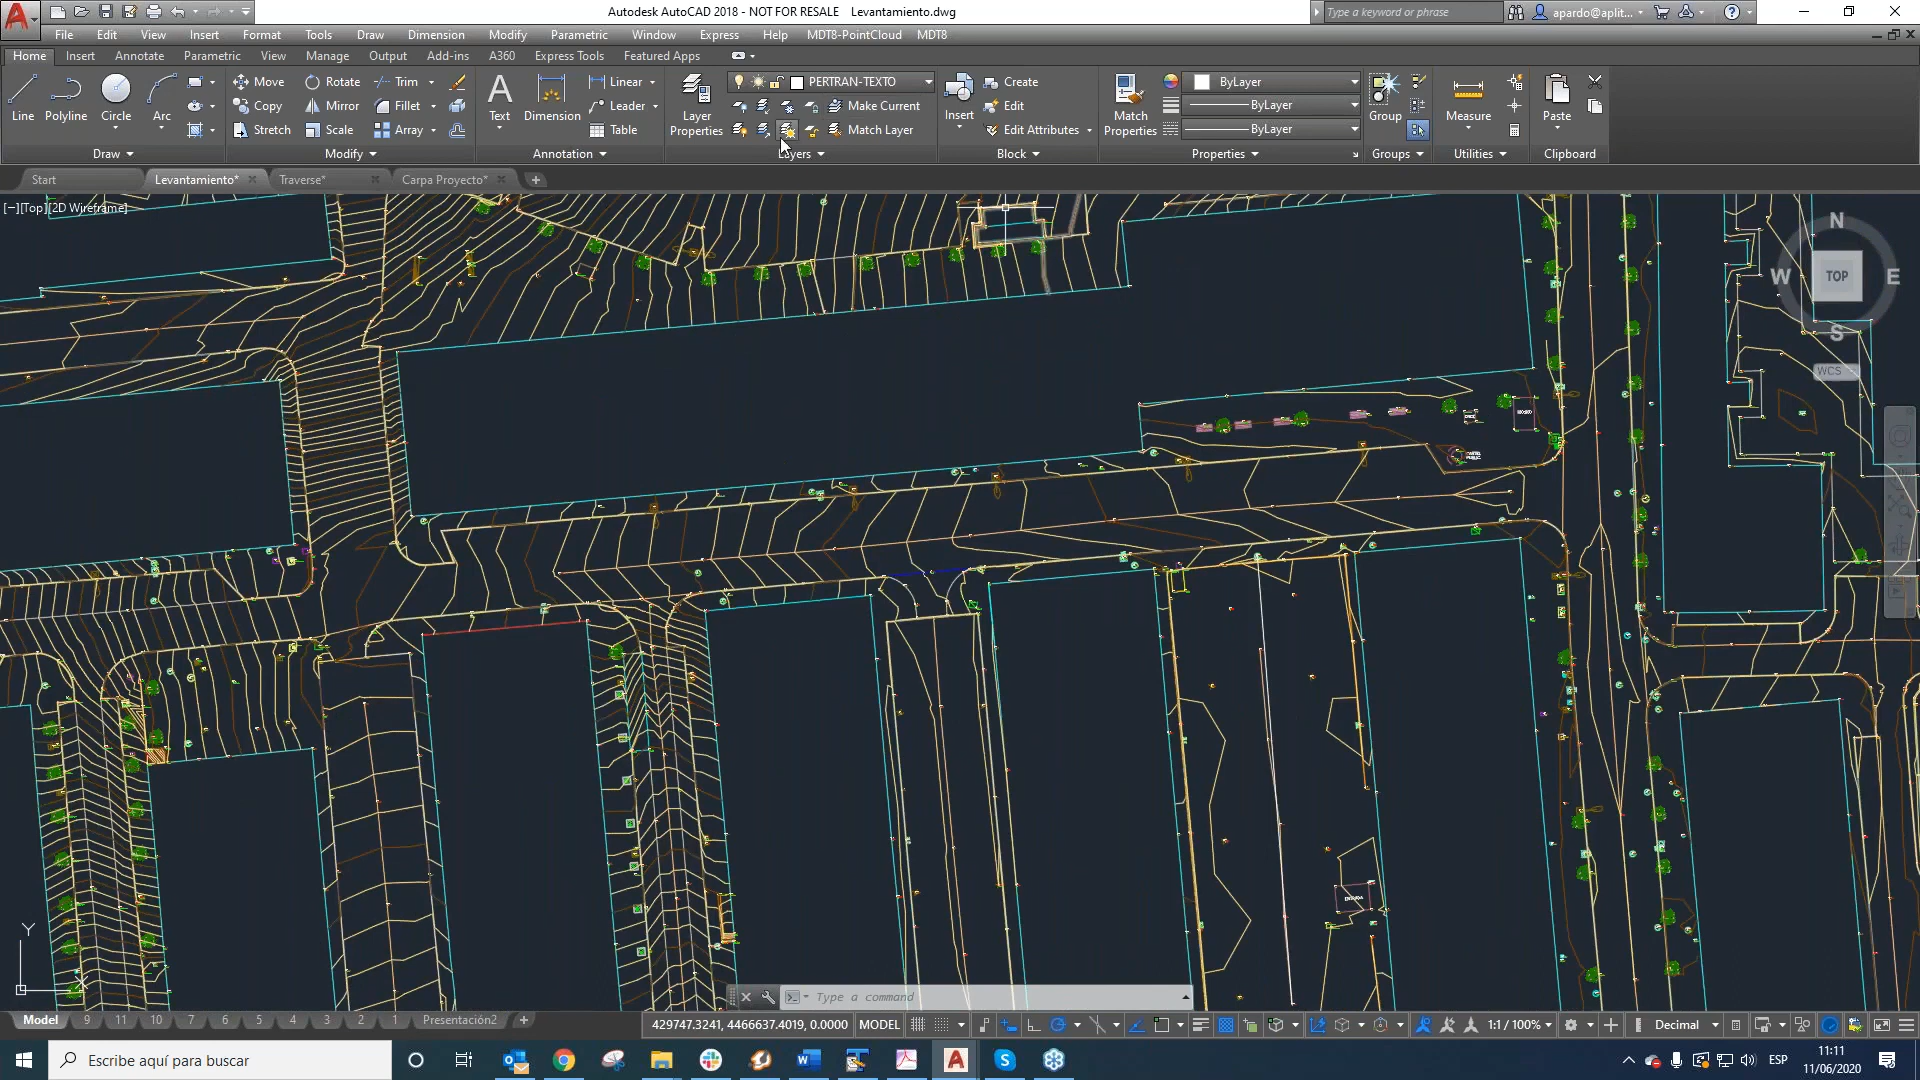 Autodesk AutoCAD 2018 - NOT FOR RESALE Levantamiento.dwg
Type a keyword or phrase
apardo@aplit...
File Edit View Insert Format Tools Draw Dimension Modify Parametric Window Express Help MDT8-PointCloud MDT8
Home Insert Annotate Parametric View Manage Output Add-ins A360 Express Tools Featured Apps
Line Polyline Circle Arc
Draw
Move Rotate Trim
Copy Mirror Fillet
Stretch Scale Array
Modify
Text Dimension
Linear
Leader
Table
Annotation
Layer Properties
PERTRAN-TEXTO
Make Current
Match Layer
Layers
Insert
Create
Edit
Edit Attributes
Block
Match Properties
ByLayer
ByLayer
ByLayer
Properties
Group
Groups
Measure
Utilities
Paste
Clipboard
Start Levantamiento* Traverse* Carpa Proyecto*
[−][Top][2D Wireframe]
N
W TOP E
S
WCS
Y
X
Type a command
Model 9 11 10 7 6 5 4 3 2 1 Presentación2
429747.3241, 4466637.4019, 0.0000 MODEL 1:1 / 100% Decimal
Escribe aquí para buscar
ESP
11:11
11/06/2020